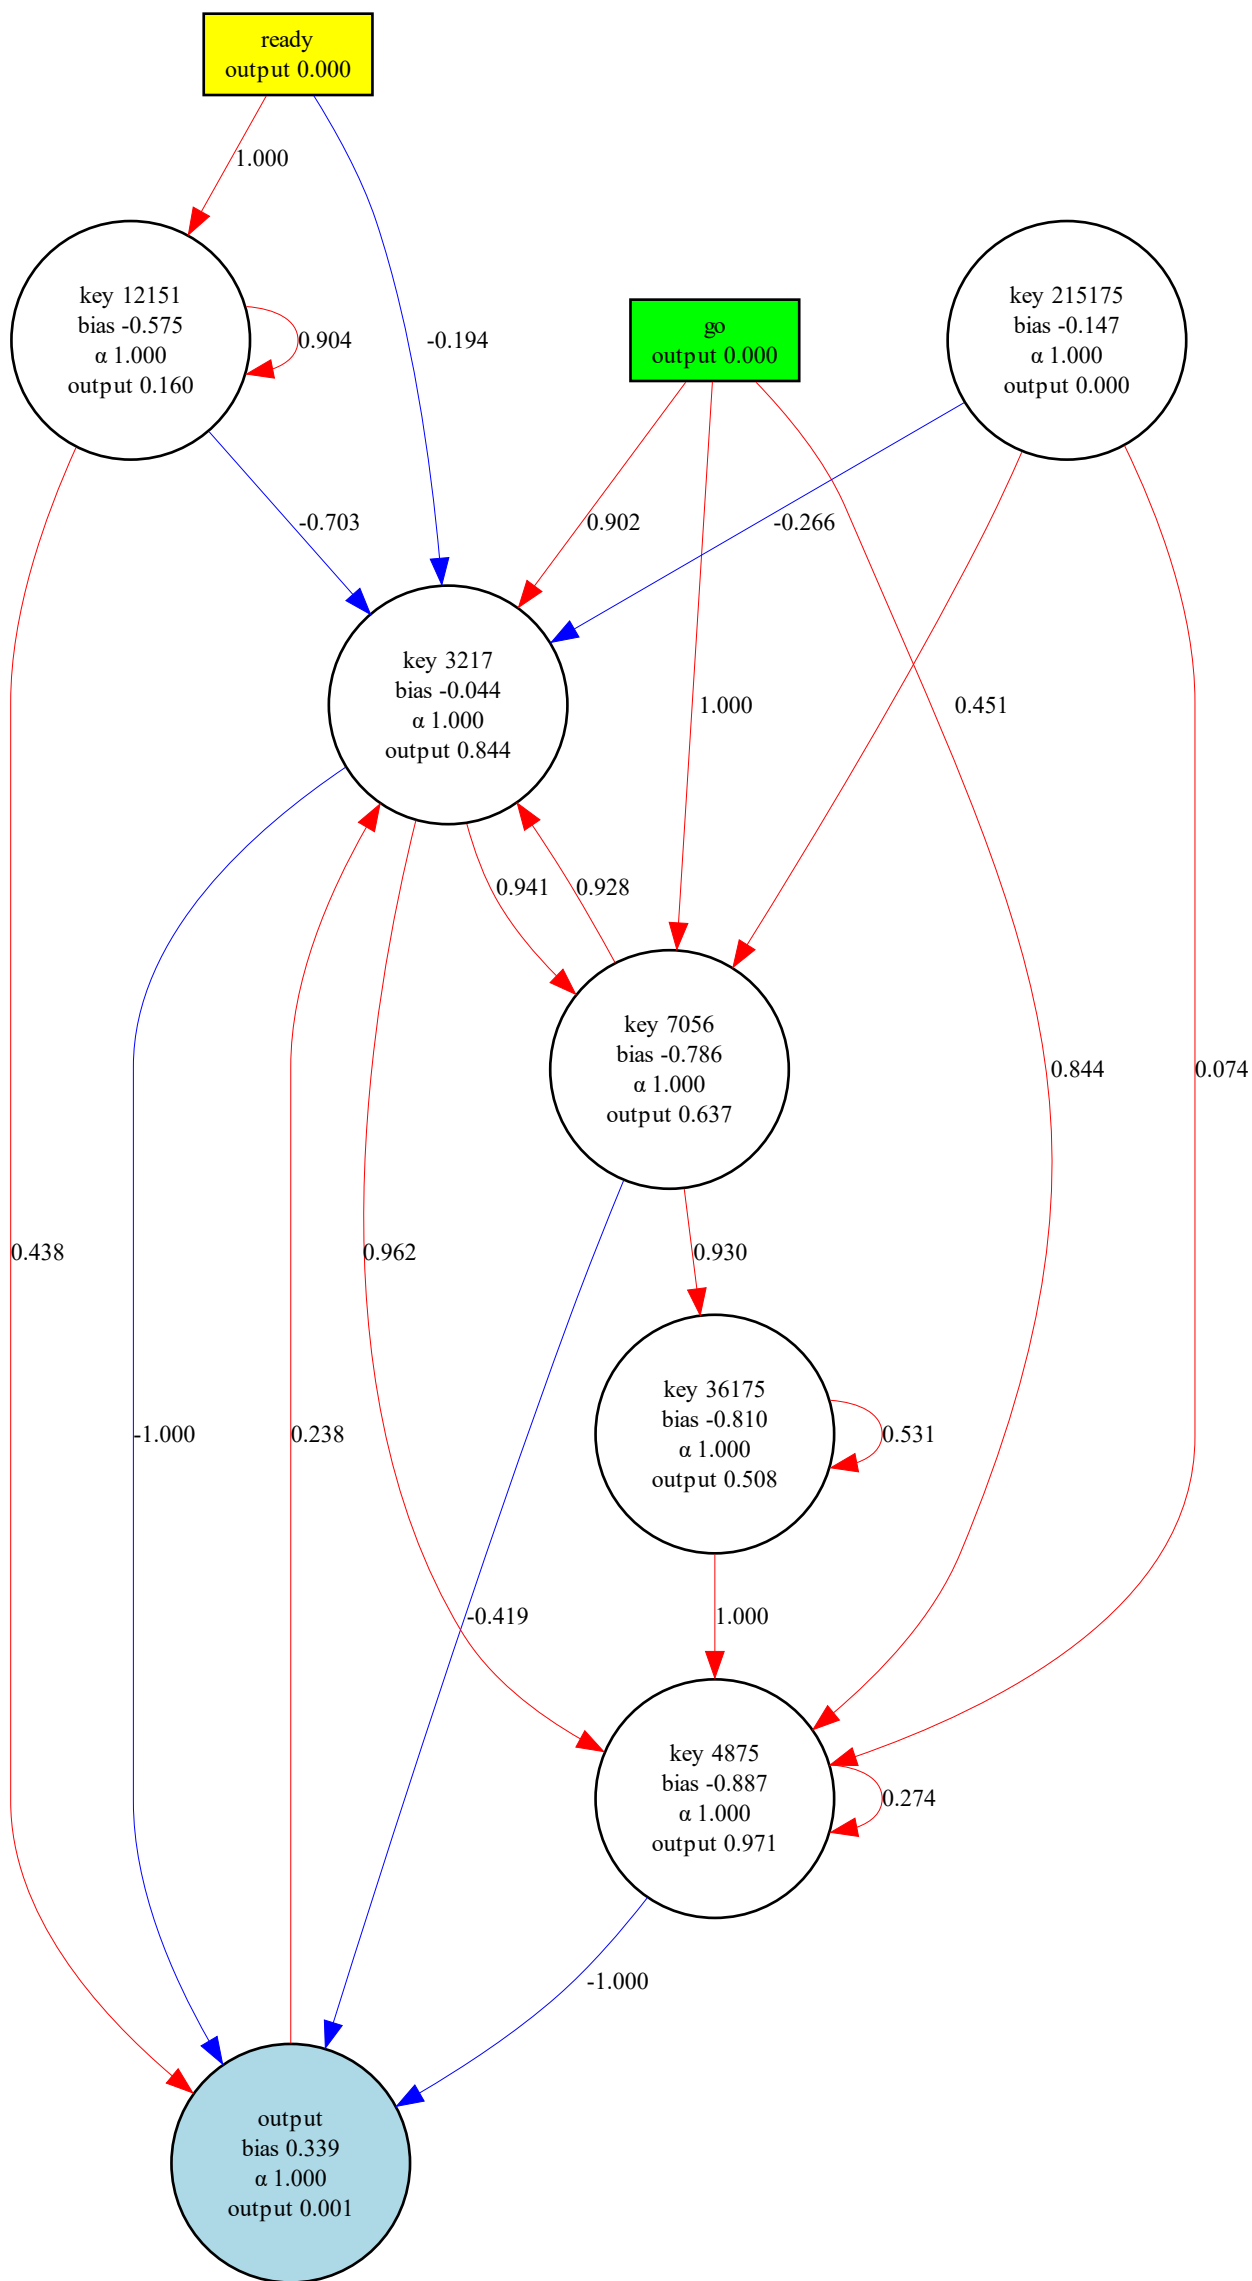 ready
output 0.000
1.000
key 12151
bias -0.575
α 1.000
output 0.160
0.904
-0.194
go
output 0.000
key 215175
bias -0.147
α 1.000
output 0.000
-0.703
0.902
-0.266
key 3217
bias -0.044
α 1.000
output 0.844
1.000
0.451
0.941
0.928
key 7056
bias -0.786
α 1.000
output 0.637
0.844
0.074
0.438
0.962
0.930
key 36175
bias -0.810
α 1.000
output 0.508
0.531
-1.000
0.238
-0.419
1.000
key 4875
bias -0.887
α 1.000
output 0.971
0.274
-1.000
output
bias 0.339
α 1.000
output 0.001